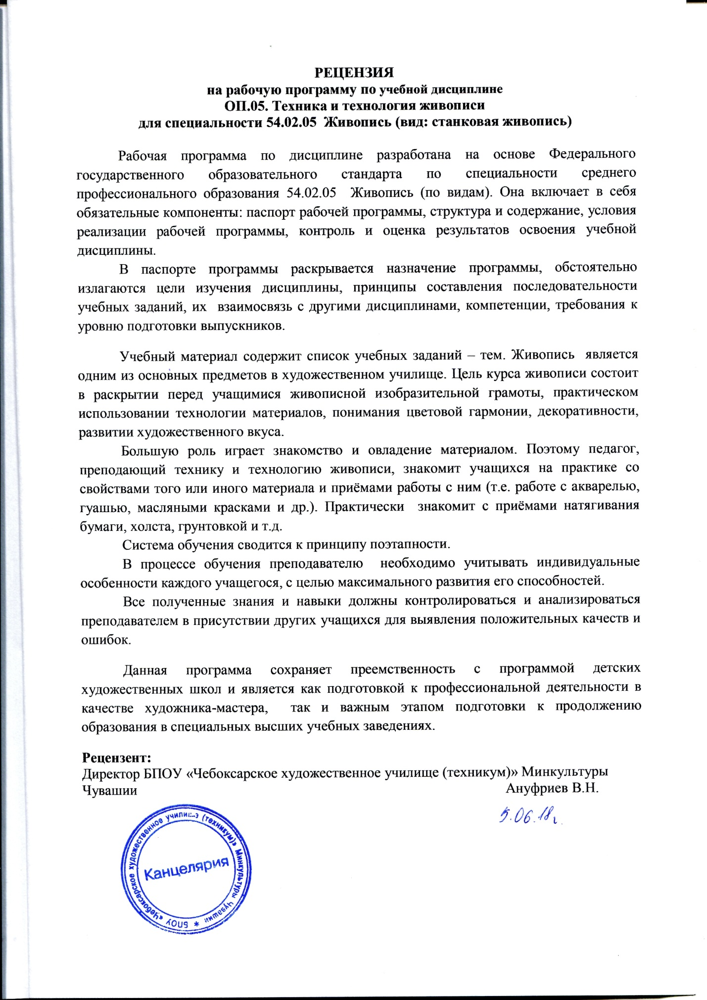 РЕЦЕНЗИЯ
на рабочую программу по учебной дисциплине
ОП.05. Техника и технология живописи
для специальности 54.02.05 Живопись (вид: станковая живопись)
Рабочая программа по дисциплине разработана на основе Федерального
государственного образовательного стандарта по специальности среднего
профессионального образования 54.02.05 Живопись (по видам). Она включает в себя
обязательные компоненты: паспорт рабочей программы, структура и содержание, условия
реализации рабочей программы, контроль и оценка результатов освоения учебной
дисциплины.
В паспорте программы раскрывается назначение программы, обстоятельно
излагаются цели изучения дисциплины, принципы составления последовательности
учебных заданий, их взаимосвязь с другими дисциплинами, компетенции, требования к
уровню подготовки выпускников.
Учебный материал содержит список учебных заданий – тем. Живопись является
одним из основных предметов в художественном училище. Цель курса живописи состоит
в раскрытии перед учащимися живописной изобразительной грамоты, практическом
использовании технологии материалов, понимания цветовой гармонии, декоративности,
развитии художественного вкуса.
Большую роль играет знакомство и овладение материалом. Поэтому педагог,
преподающий технику и технологию живописи, знакомит учащихся на практике со
свойствами того или иного материала и приёмами работы с ним (т.е. работе с акварелью,
гуашью, масляными красками и др.). Практически знакомит с приёмами натягивания
бумаги, холста, грунтовкой и т.д.
Система обучения сводится к принципу поэтапности.
В процессе обучения преподавателю необходимо учитывать индивидуальные
особенности каждого учащегося, с целью максимального развития его способностей.
Все полученные знания и навыки должны контролироваться и анализироваться
преподавателем в присутствии других учащихся для выявления положительных качеств и
ошибок.
Данная программа сохраняет преемственность с программой детских
художественных школ и является как подготовкой к профессиональной деятельности в
качестве художника-мастера, так и важным этапом подготовки к продолжению
образования в специальных высших учебных заведениях.
Рецензент:
Директор БПОУ «Чебоксарское художественное училище (техникум)» Минкультуры
Чувашии Ануфриев В.Н.
5.06.18г.
БПОУ «Чебоксарское художественное училище (техникум)» Минкультуры Чувашии *
Канцелярия